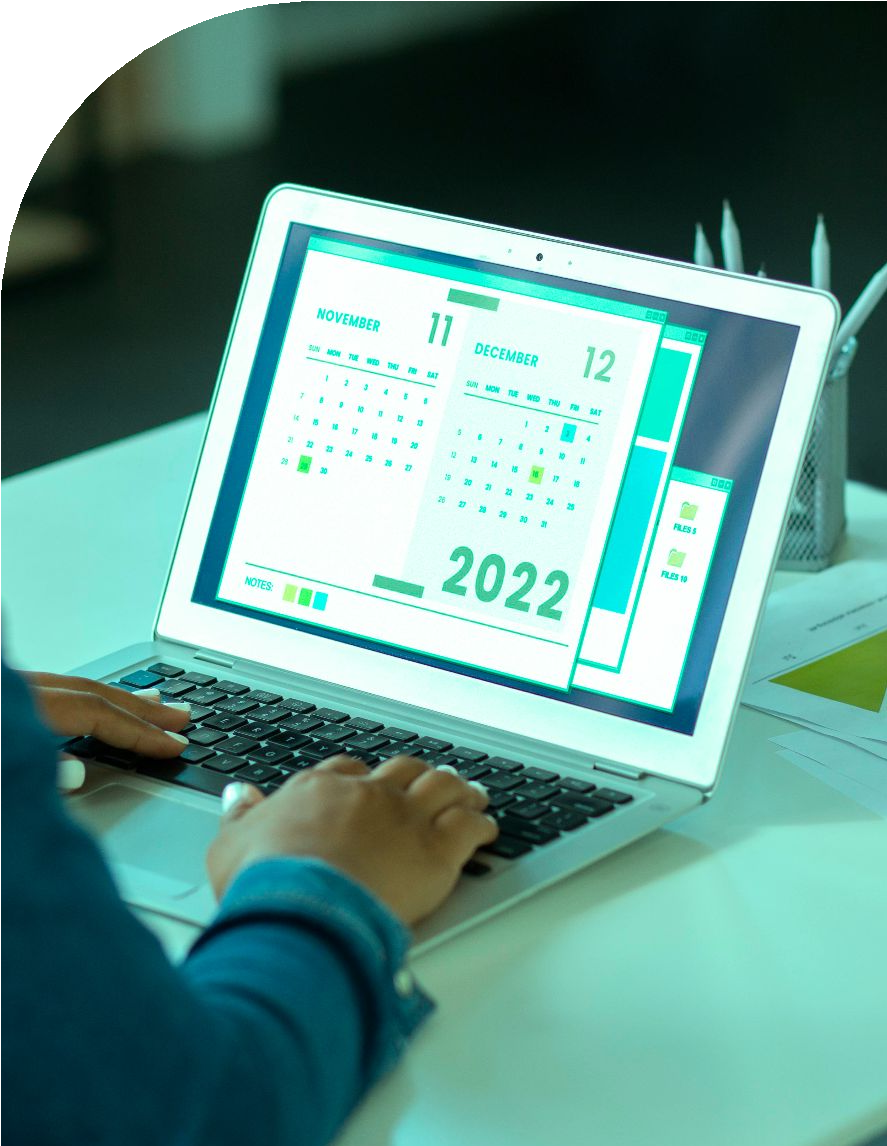 NOVEMBER 11
SUN MON TUE WED THU FRI SAT
1 2 3 4 5 6
7 8 9 10 11 12 13
14 15 16 17 18 19 20
21 22 23 24 25 26 27
28 29 30
DECEMBER 12
SUN MON TUE WED THU FRI SAT
1 2 3 4
5 6 7 8 9 10 11
12 13 14 15 16 17 18
19 20 21 22 23 24 25
26 27 28 29 30 31
2022
NOTES:
FILES 5
FILES 10